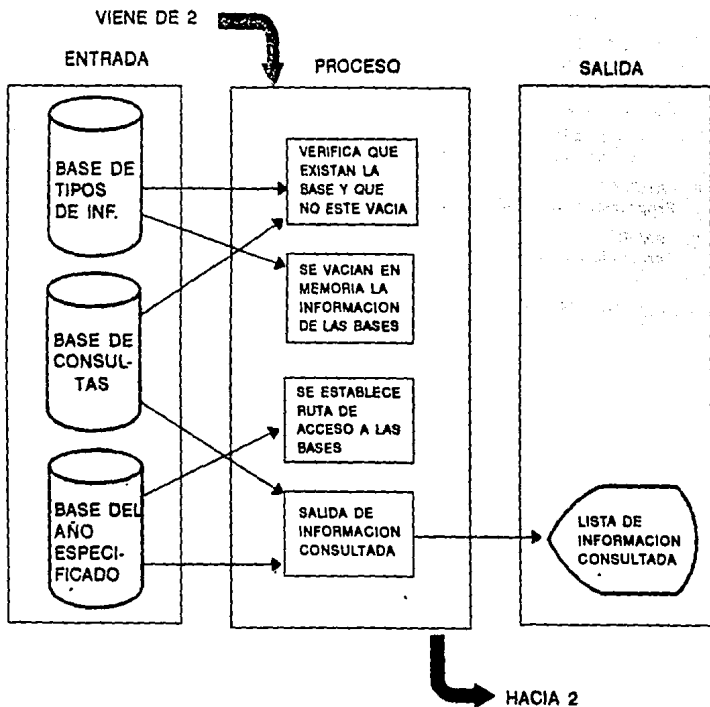 VIENE DE 2
ENTRADA
PROCESO
SALIDA
BASE DE
TIPOS
DE INF.
BASE DE
CONSUL-
TAS
BASE DEL
AÑO
ESPECI-
FICADO
VERIFICA QUE
EXISTAN LA
BASE Y QUE
NO ESTE VACIA
SE VACIAN EN
MEMORIA LA
INFORMACION
DE LAS BASES
SE ESTABLECE
RUTA DE
ACCESO A LAS
BASES
SALIDA DE
INFORMACION
CONSULTADA
LISTA DE
INFORMACION
CONSULTADA
HACIA 2